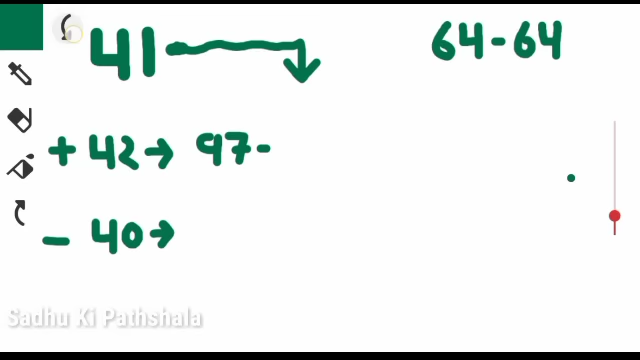 41 → 64-64
+ 42 → 97-
- 40 →
Sadhu Ki Pathshala